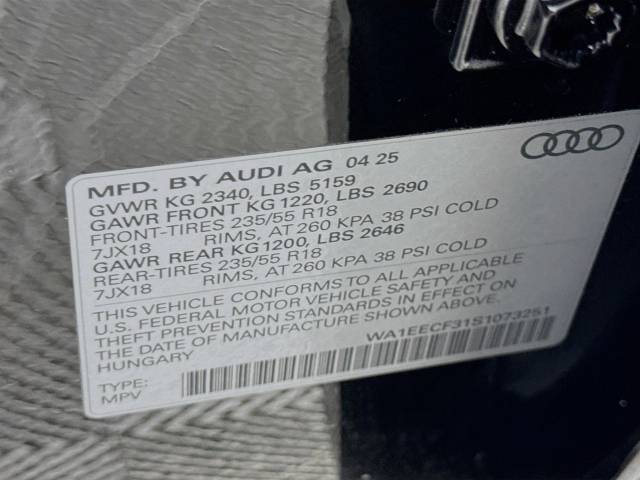 MFD. BY AUDI AG 04 25
GVWR KG 2340, LBS 5159
GAWR FRONT KG 1220, LBS 2690
FRONT-TIRES 235/55 R18
7JX18 RIMS, AT 260 KPA 38 PSI COLD
GAWR REAR KG 1200, LBS 2646
REAR-TIRES 235/55 R18
7JX18 RIMS, AT 260 KPA 38 PSI COLD
THIS VEHICLE CONFORMS TO ALL APPLICABLE
U.S. FEDERAL MOTOR VEHICLE SAFETY AND
THEFT PREVENTION STANDARDS IN EFFECT ON
THE DATE OF MANUFACTURE SHOWN ABOVE.
HUNGARY
WA1EECF31S1073251
TYPE:
MPV